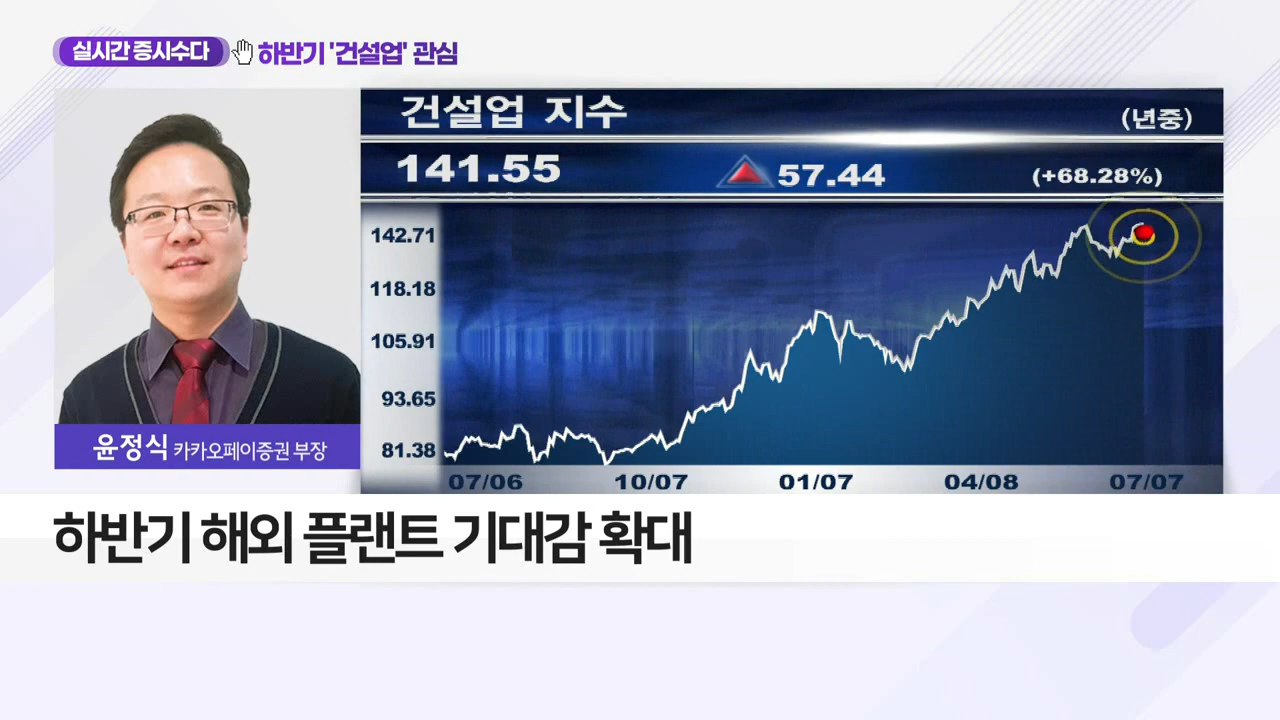 실시간 증시수다 하반기 '건설업' 관심
건설업 지수 (년중)
141.55 57.44 (+68.28%)
142.71
118.18
105.91
93.65
81.38
07/06 10/07 01/07 04/08 07/07
윤정식 카카오페이증권 부장
하반기 해외 플랜트 기대감 확대